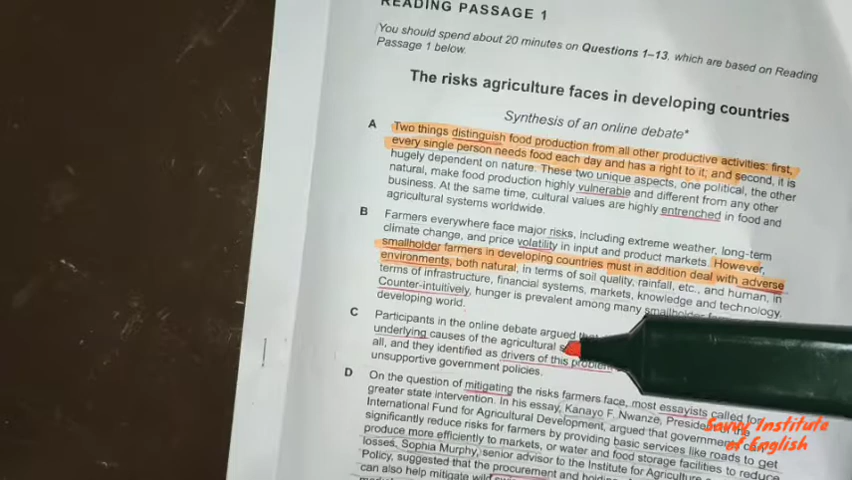 READING PASSAGE 1
You should spend about 20 minutes on Questions 1–13, which are based on Reading
Passage 1 below.
The risks agriculture faces in developing countries
Synthesis of an online debate*
A Two things distinguish food production from all other productive activities: first,
every single person needs food each day and has a right to it; and second, it is
hugely dependent on nature. These two unique aspects, one political, the other
natural, make food production highly vulnerable and different from any other
business. At the same time, cultural values are highly entrenched in food and
agricultural systems worldwide.
B Farmers everywhere face major risks, including extreme weather, long-term
climate change, and price volatility in input and product markets. However,
smallholder farmers in developing countries must in addition deal with adverse
environments, both natural, in terms of soil quality, rainfall, etc., and human, in
terms of infrastructure, financial systems, markets, knowledge and technology.
Counter-intuitively, hunger is prevalent among many smallholder
developing world.
C Participants in the online debate argued
underlying causes of the agricultural
all, and they identified as drivers of this problem
unsupportive government policies.
D On the question of mitigating the risks farmers face, most essayists called for
greater state intervention. In his essay, Kanayo F. Nwanze, President of the
International Fund for Agricultural Development, argued that governments can
significantly reduce risks for farmers by providing basic services like roads to get
produce more efficiently to markets, or water and food storage facilities to reduce
losses. Sophia Murphy, senior advisor to the Institute for Agriculture
Policy, suggested that the procurement and holding
can also help mitigate wild
Savvy Institute
of English